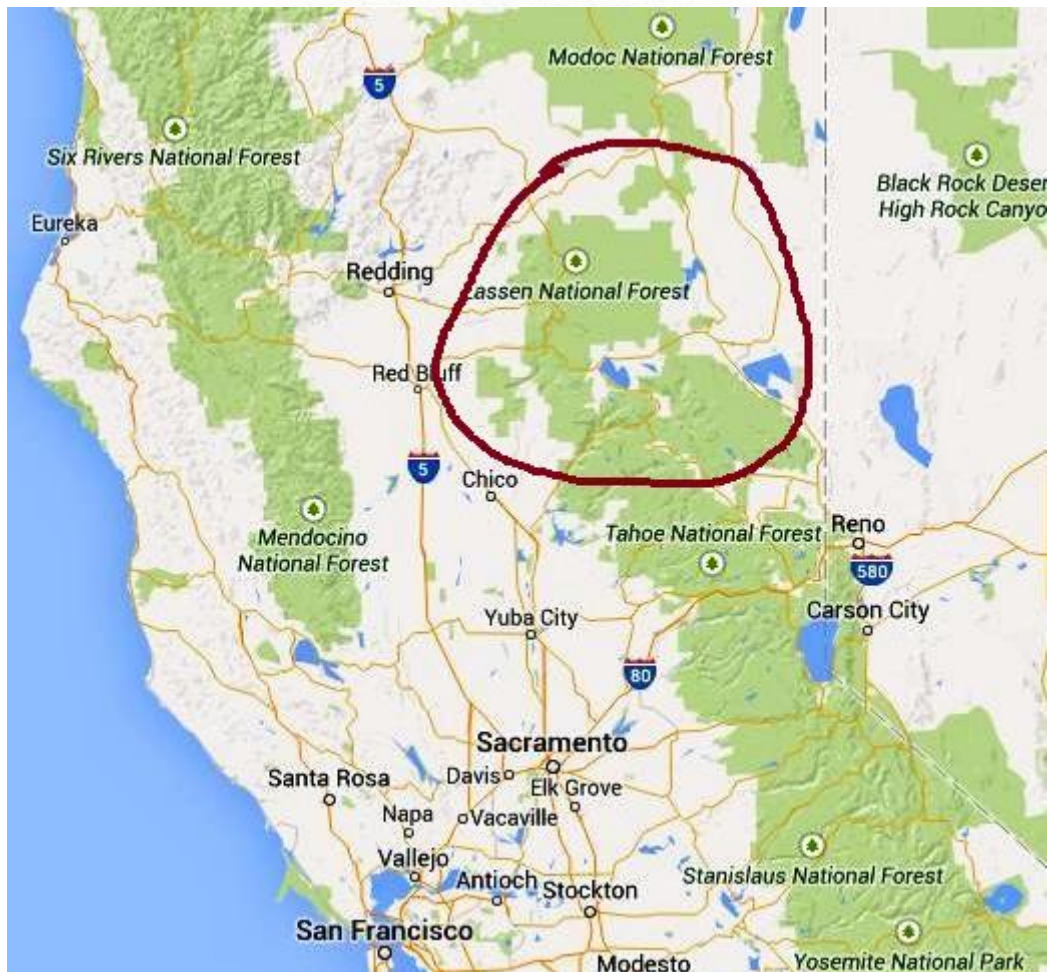 Modoc National Forest
5
Six Rivers National Forest
Black Rock Deser
High Rock Canyo
Eureka
Redding
Lassen National Forest
Red Bluff
5
Chico
Mendocino
National Forest
Tahoe National Forest
Reno
580
Yuba City
Carson City
80
Sacramento
Santa Rosa
Davis
Elk Grove
Napa
Vacaville
Vallejo
Antioch
Stockton
Stanislaus National Forest
San Francisco
Modesto
Yosemite National Park